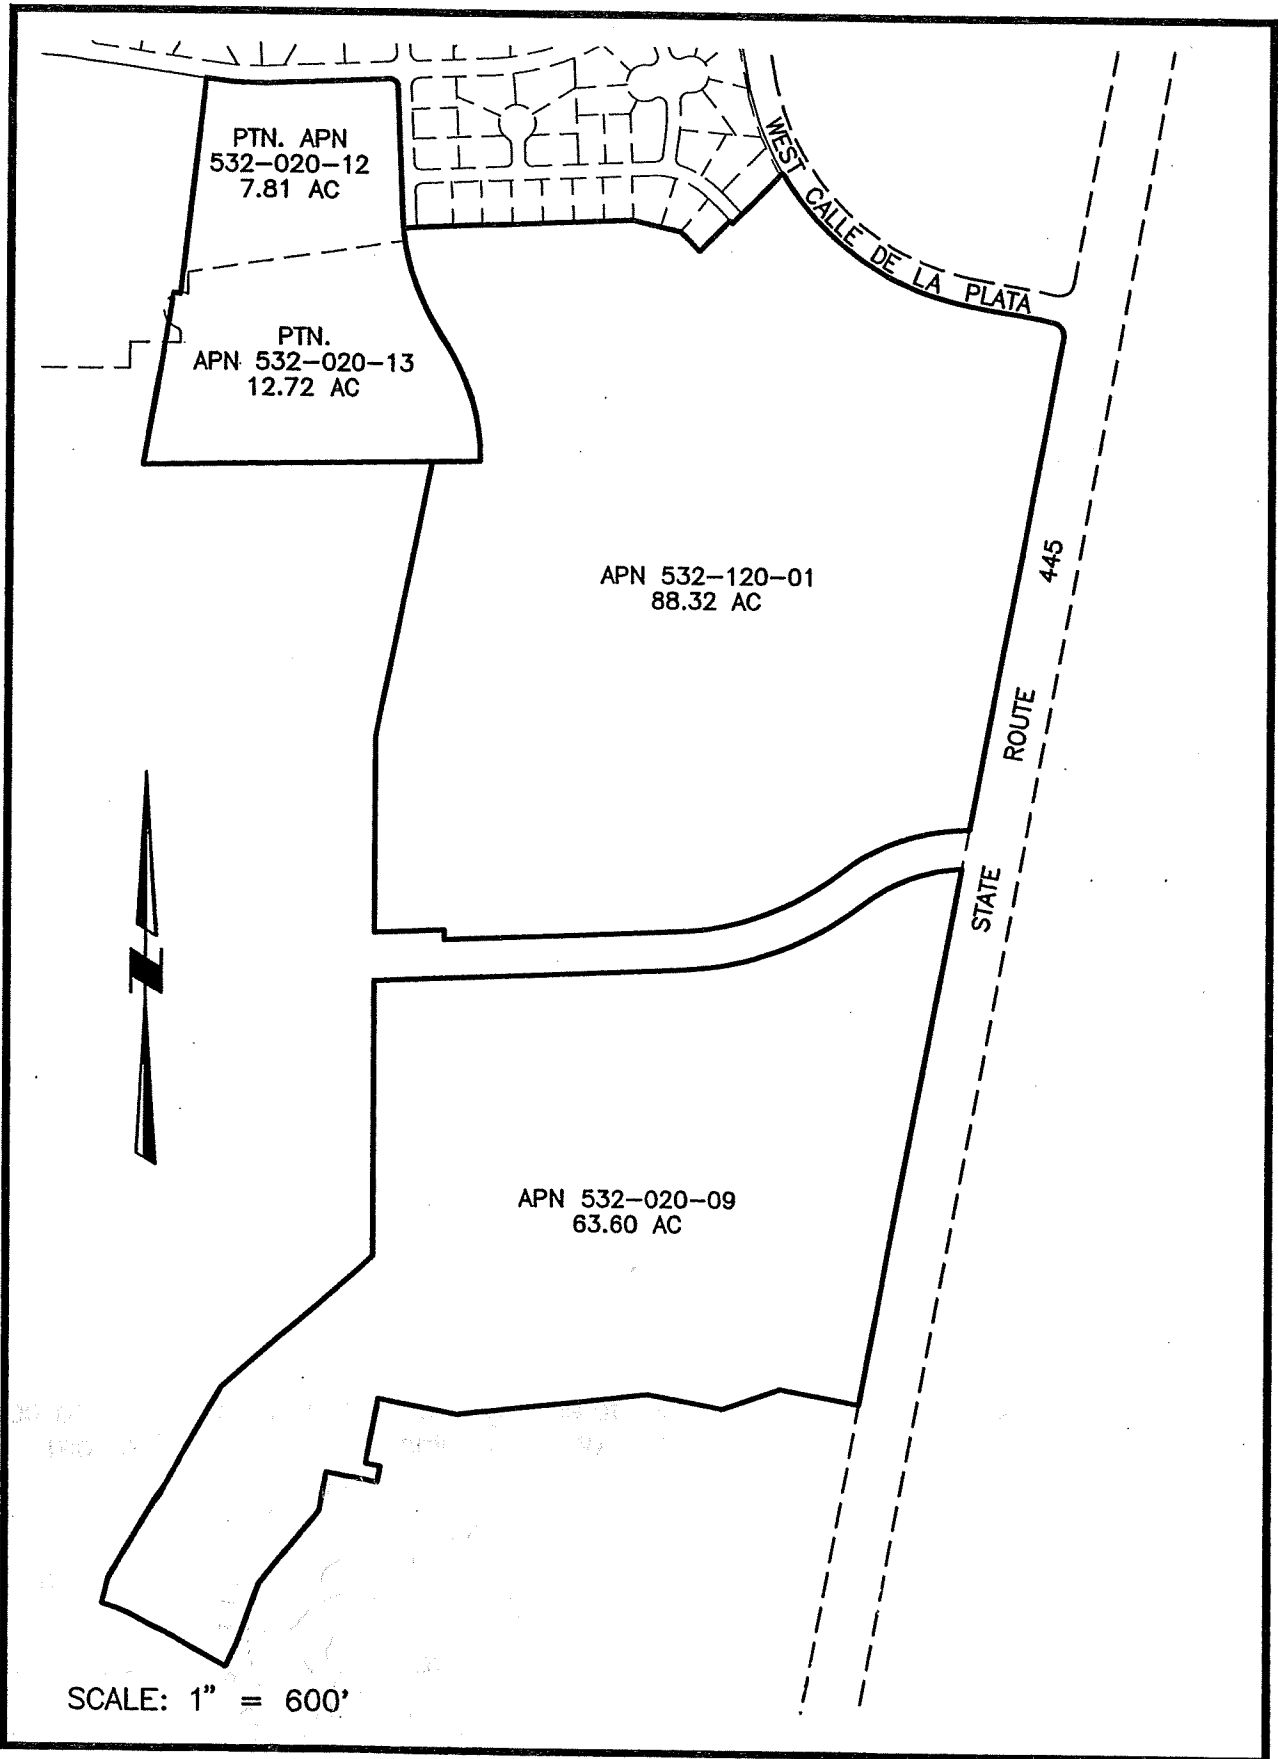 PTN. APN
532-020-12
7.81 AC
WEST CALLE DE LA PLATA
PTN.
APN 532-020-13
12.72 AC
APN 532-120-01
88.32 AC
STATE ROUTE 445
N
APN 532-020-09
63.60 AC
SCALE: 1" = 600'